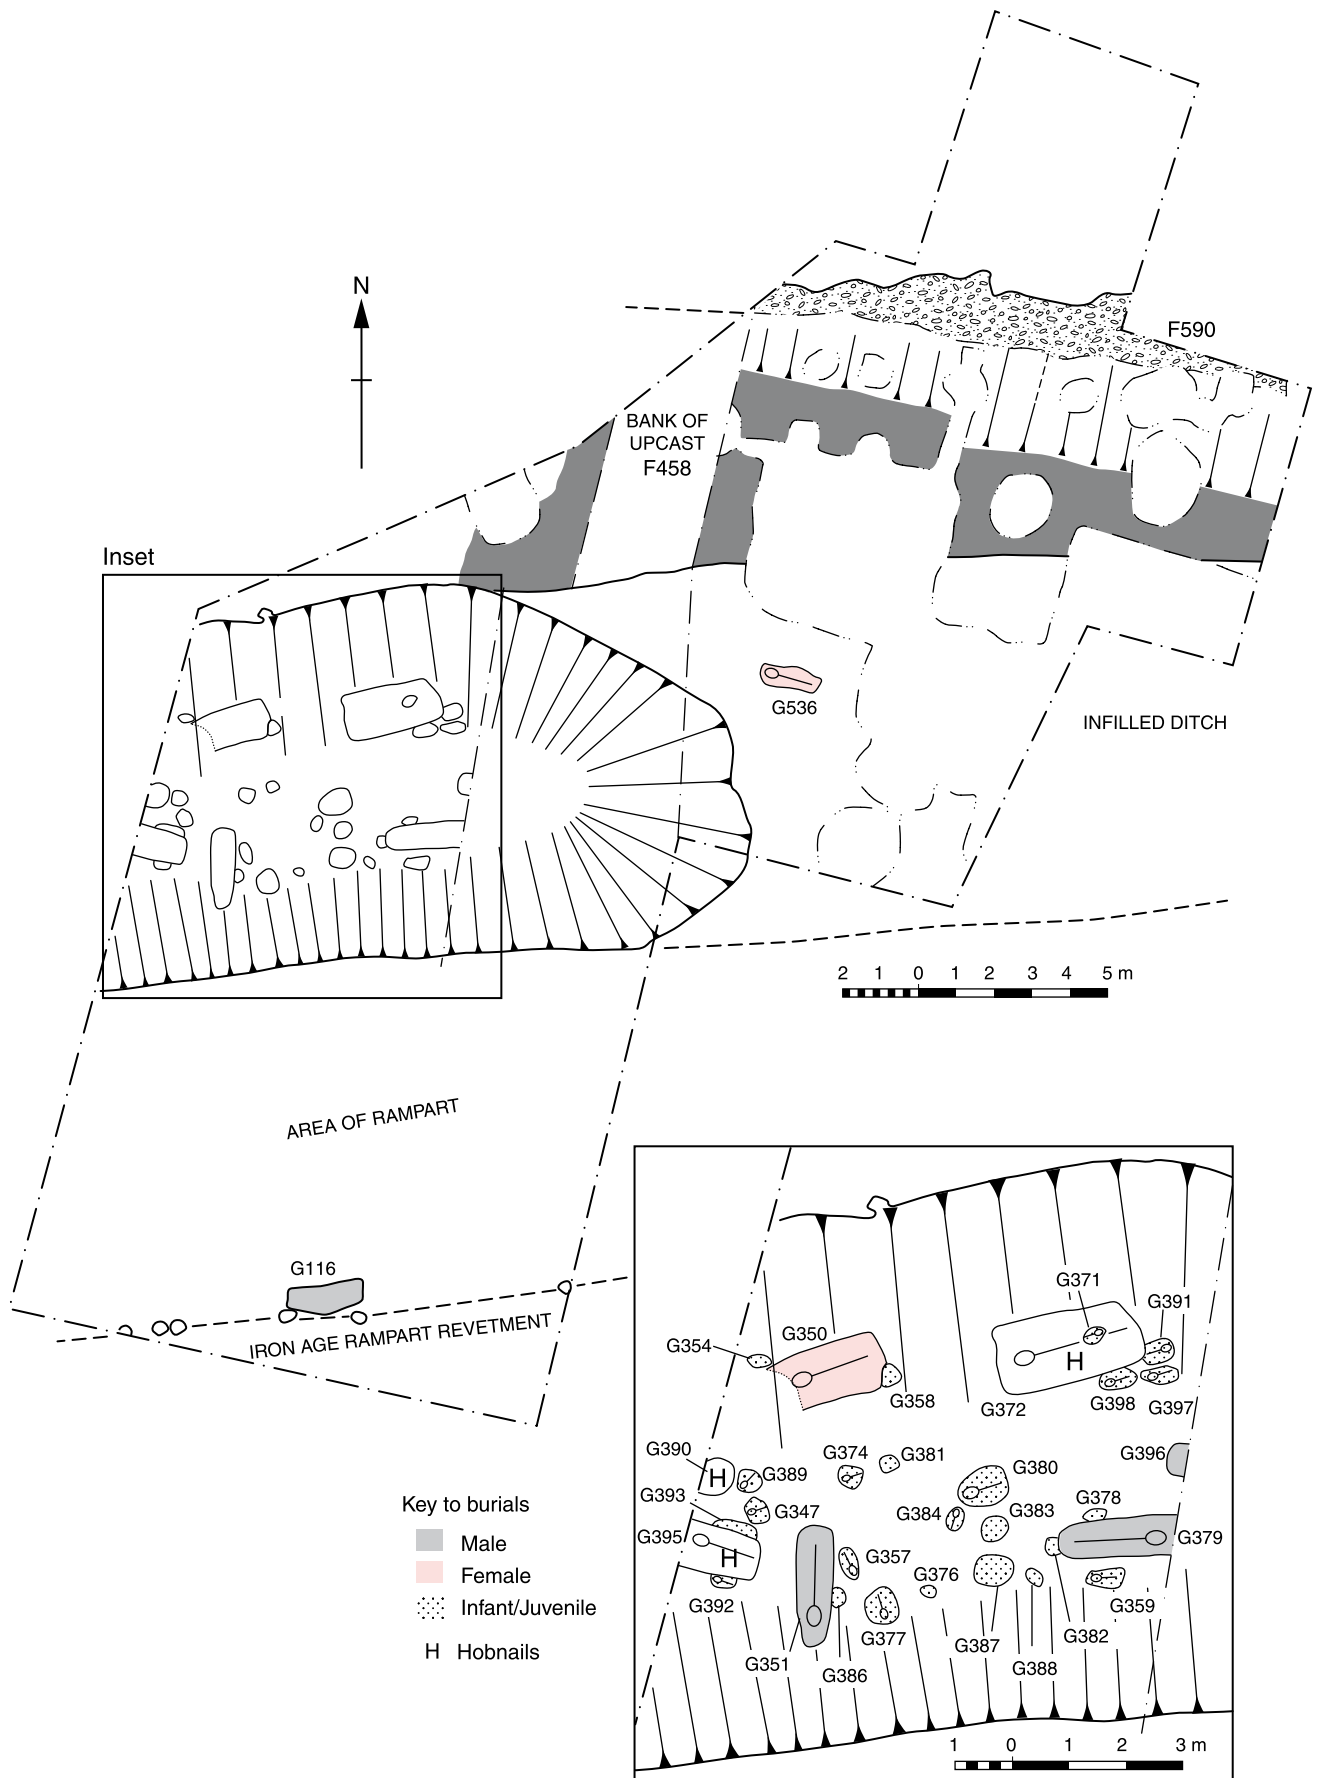 N
F590
BANK OF
UPCAST
F458
Inset
G536
INFILLED DITCH
2 1 0 1 2 3 4 5 m
AREA OF RAMPART
G116
IRON AGE RAMPART REVETMENT
G371
G391
G354
G350
H
G358
G372
G398
G397
G390
H
G389
G374
G381
G380
G396
G393
G347
G384
G383
G378
G395
H
G379
G357
G376
G392
G359
G377
G387
G382
G351
G386
G388
1 0 1 2 3 m
Key to burials
Male
Female
Infant/Juvenile
H Hobnails